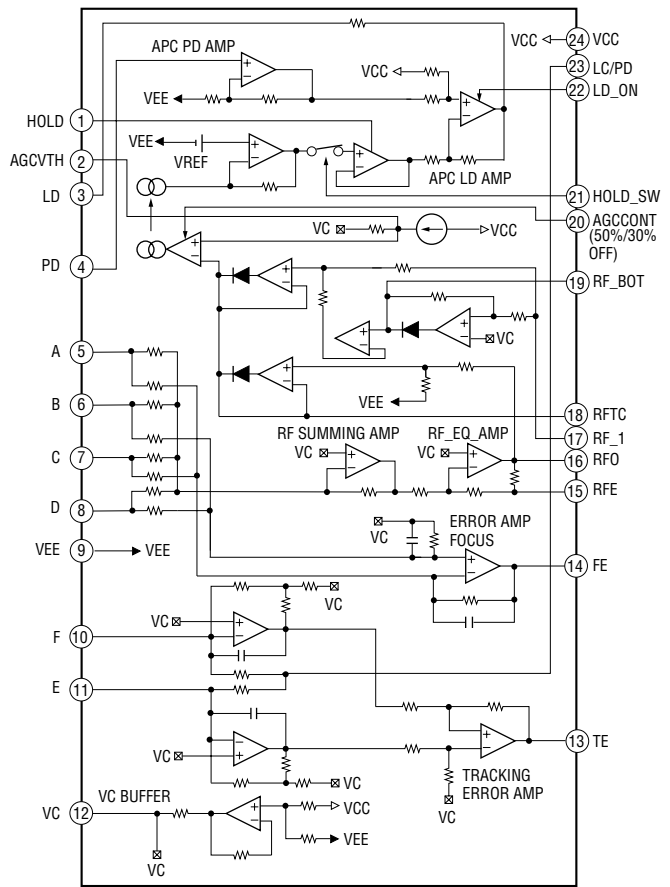 APC PD AMP
VCC
24
VCC
VCC
23
LC/PD
VEE
22
LD_ON
HOLD
1
VEE
VREF
AGCVTH
2
APC LD AMP
LD
3
21
HOLD_SW
VC
VCC
20
AGCCONT
(50%/30%
OFF)
PD
4
19
RF_BOT
VC
A
5
B
6
VEE
18
RFTC
RF SUMMING AMP
RF_EQ_AMP
17
RF_1
C
7
VC
VC
16
RFO
D
8
15
RFE
VC
ERROR AMP
FOCUS
VEE
9
VEE
14
FE
VC
VC
F
10
E
11
VC
13
TE
VC
TRACKING
ERROR AMP
VC
VC BUFFER
VC
12
VCC
VEE
VC